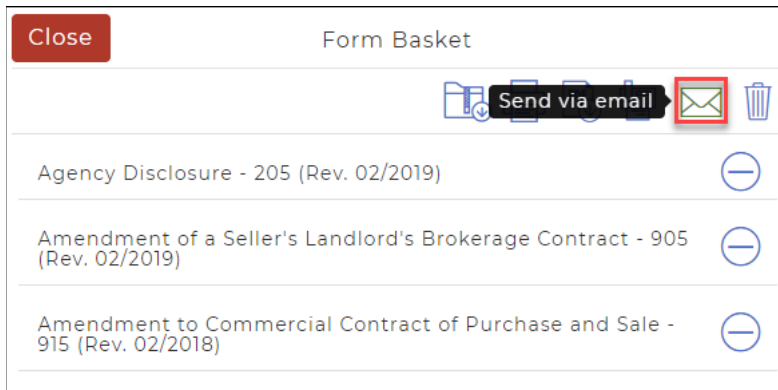 Close
Form Basket
Send via email
Agency Disclosure - 205 (Rev. 02/2019)
Amendment of a Seller's Landlord's Brokerage Contract - 905
(Rev. 02/2019)
Amendment to Commercial Contract of Purchase and Sale -
915 (Rev. 02/2018)